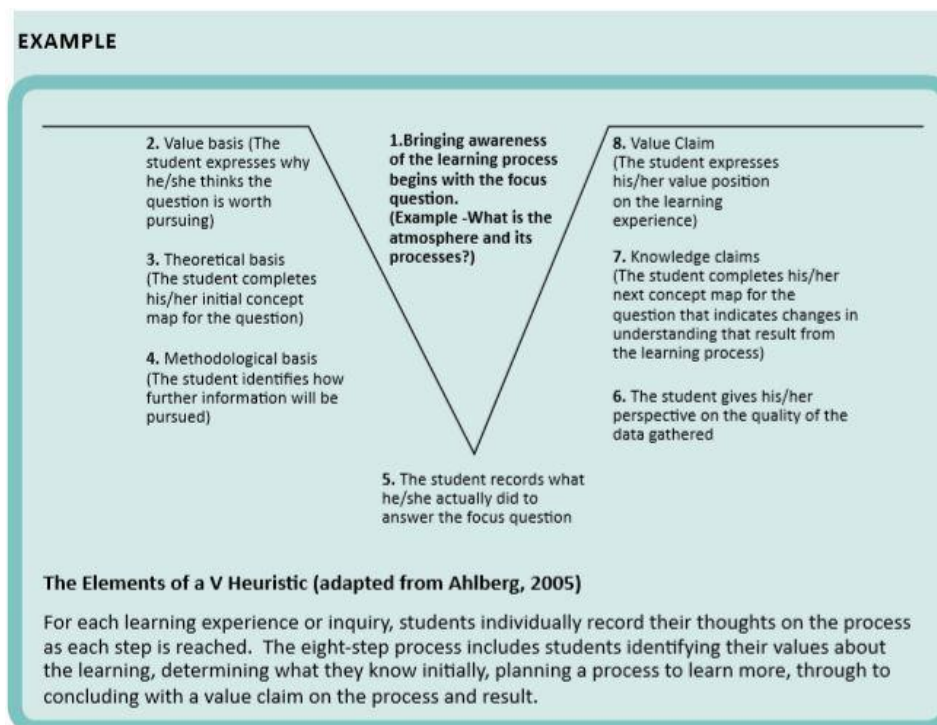 EXAMPLE
2. Value basis (The
student expresses why
he/she thinks the
question is worth
pursuing)
3. Theoretical basis
(The student completes
his/her initial concept
map for the question)
4. Methodological basis
(The student identifies how
further information will be
pursued)
1.Bringing awareness
of the learning process
begins with the focus
question.
(Example -What is the
atmosphere and its
processes?)
8. Value Claim
(The student expresses
his/her value position
on the learning
experience)
7. Knowledge claims
(The student completes his/her
next concept map for the
question that indicates changes in
understanding that result from
the learning process)
6. The student gives his/her
perspective on the quality of the
data gathered
5. The student records what
he/she actually did to
answer the focus question
The Elements of a V Heuristic (adapted from Ahlberg, 2005)
For each learning experience or inquiry, students individually record their thoughts on the process
as each step is reached. The eight-step process includes students identifying their values about
the learning, determining what they know initially, planning a process to learn more, through to
concluding with a value claim on the process and result.